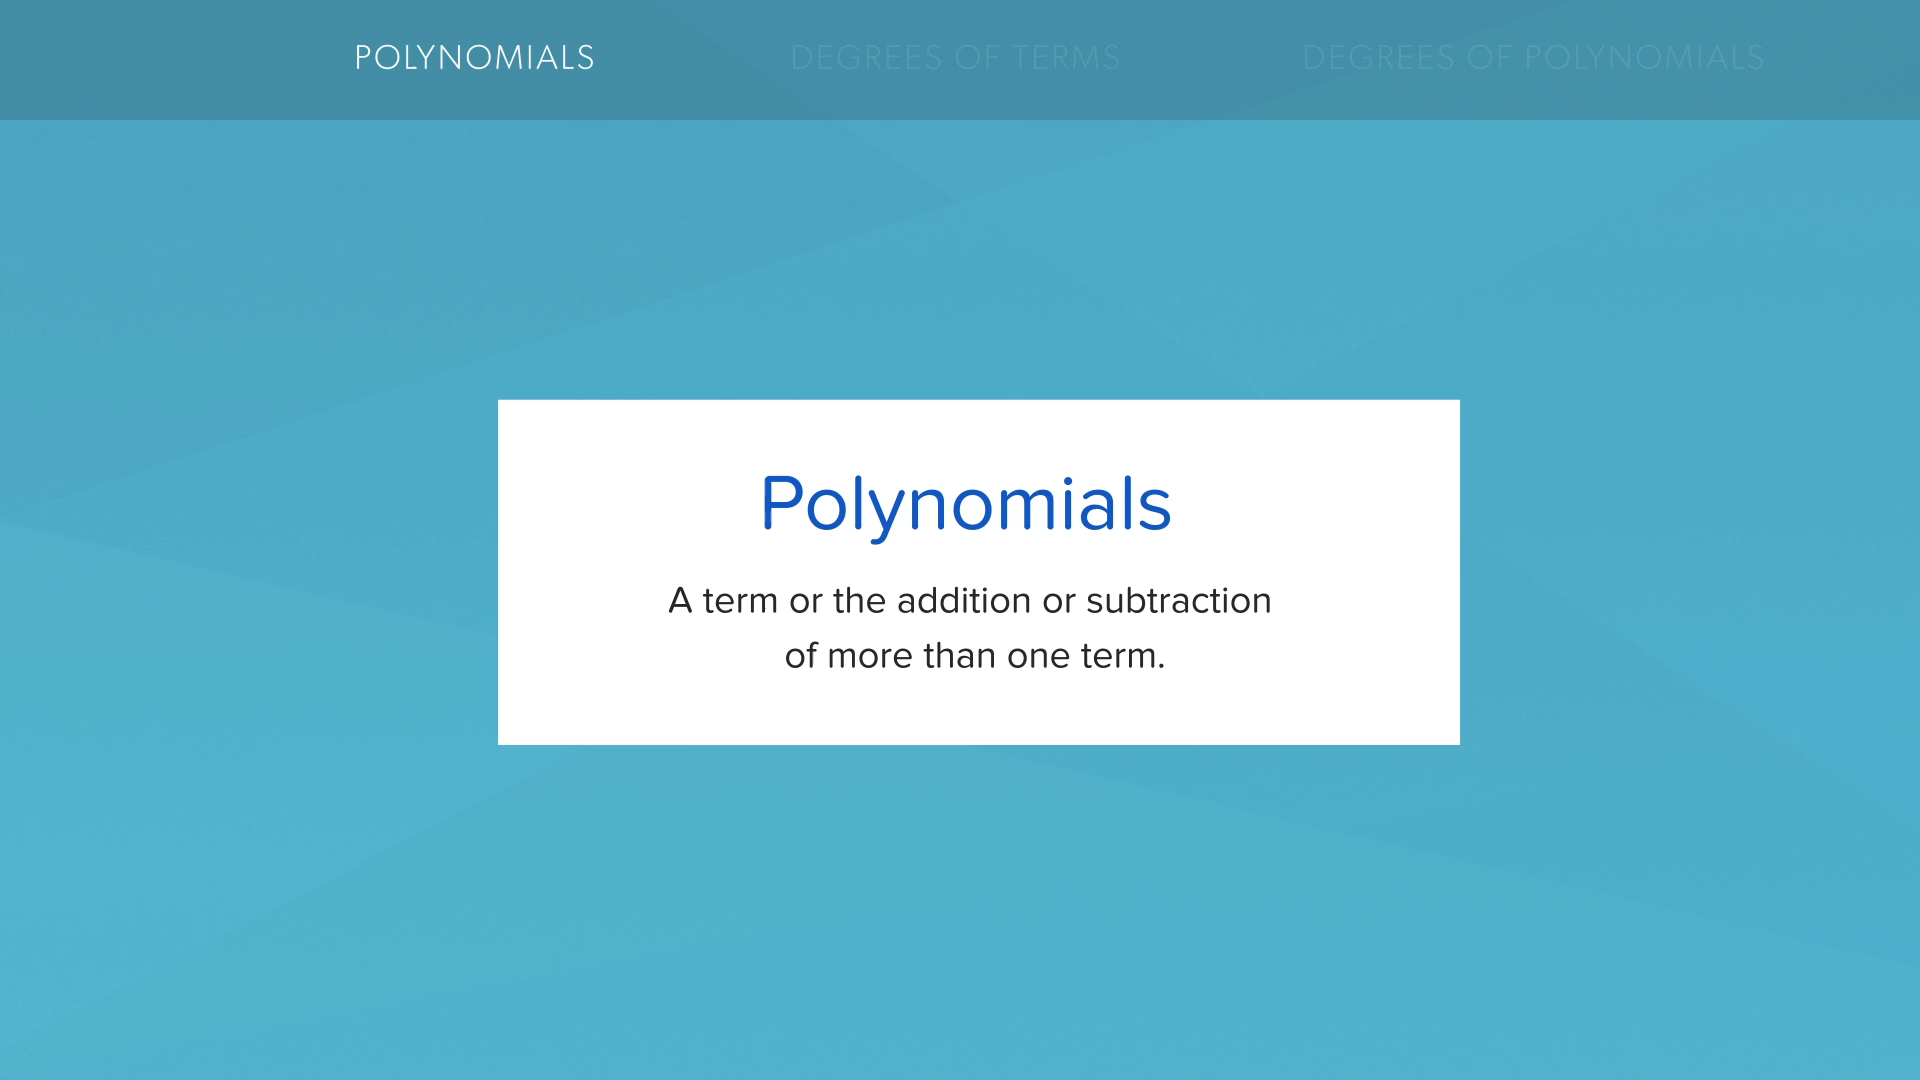 POLYNOMIALS DEGREES OF TERMS DEGREES OF POLYNOMIALS
Polynomials
A term or the addition or subtraction
of more than one term.